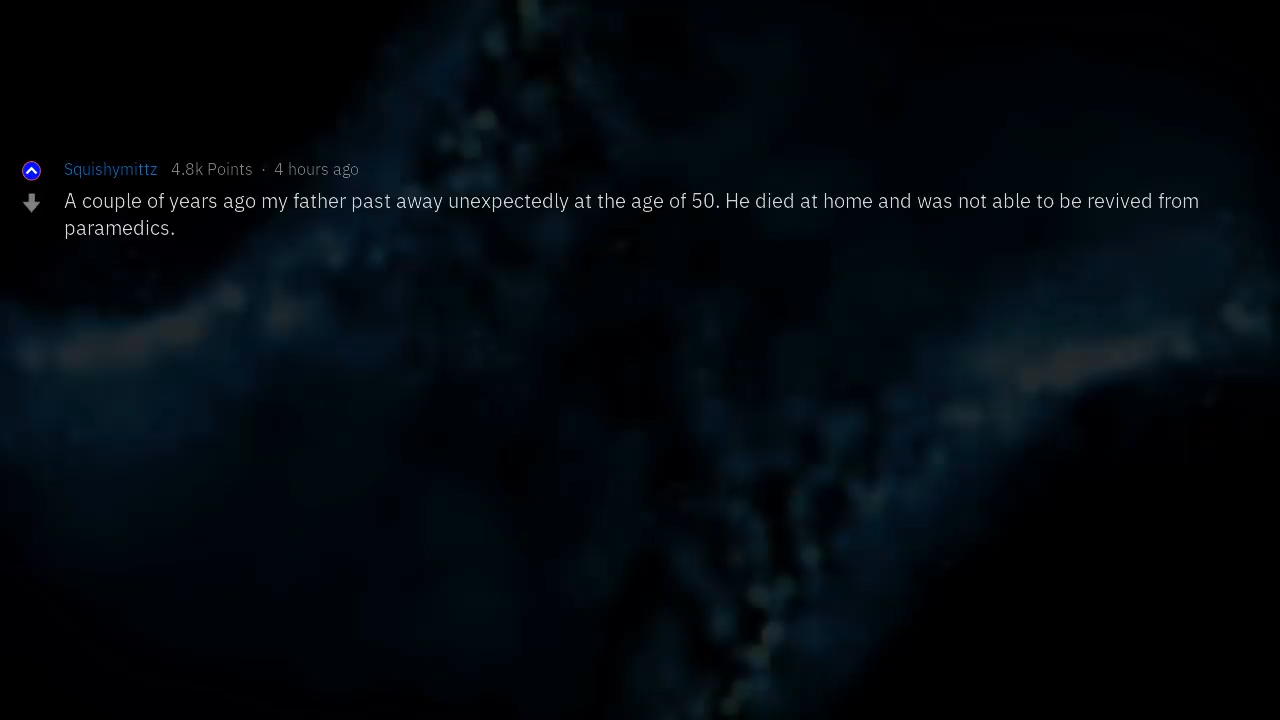 Squishymittz 4.8k Points · 4 hours ago
A couple of years ago my father past away unexpectedly at the age of 50. He died at home and was not able to be revived from
paramedics.